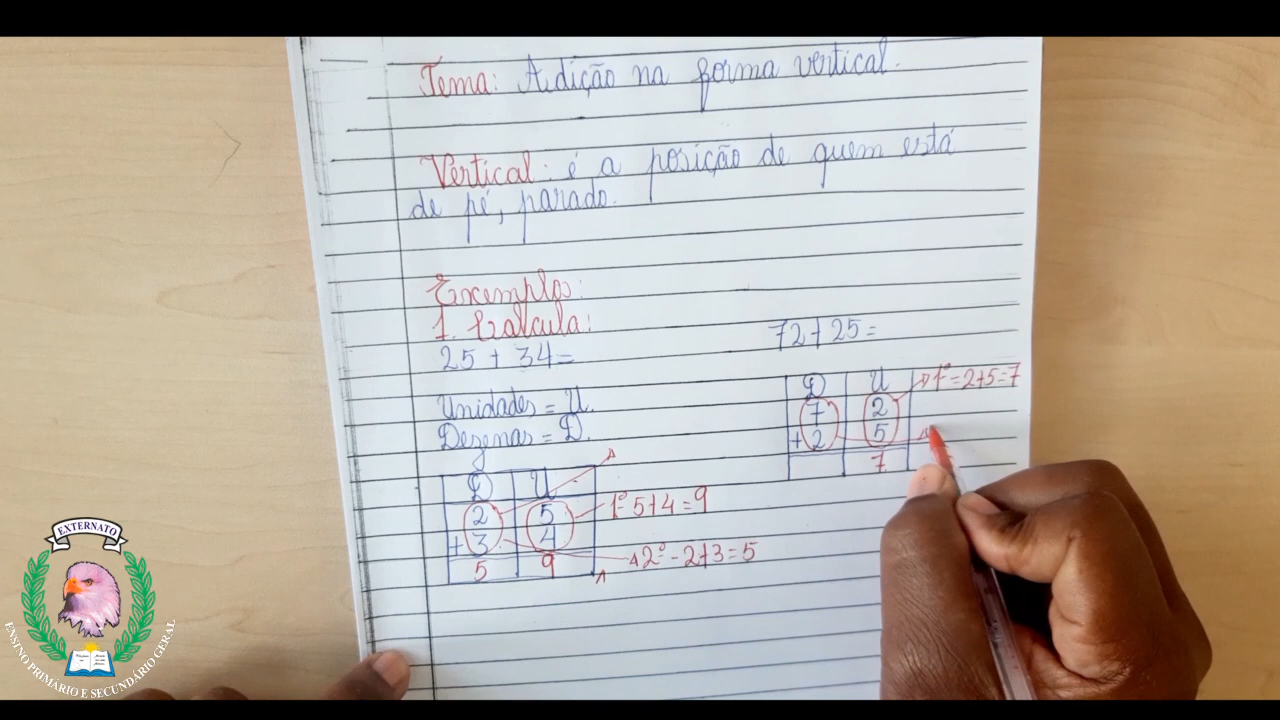 Tema: Adição na forma vertical.
Vertical: é a posição de quem está
de pé, parado.
Exemplos:
1. Calcula:
25 + 34=
Unidades = U.
Dezenas = D.
D U
2 5
+3 4
5 9
1º 5+4=9
2º - 2+3=5
72+25=
D U
7 2
+2 5
7
1º=2+5=7
EXTERNATO
ENSINO PRIMÁRIO E SECUNDÁRIO GERAL